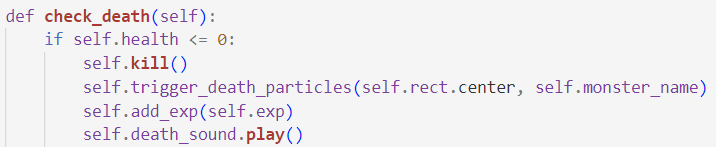 def check_death(self):
    if self.health <= 0:
        self.kill()
        self.trigger_death_particles(self.rect.center, self.monster_name)
        self.add_exp(self.exp)
        self.death_sound.play()